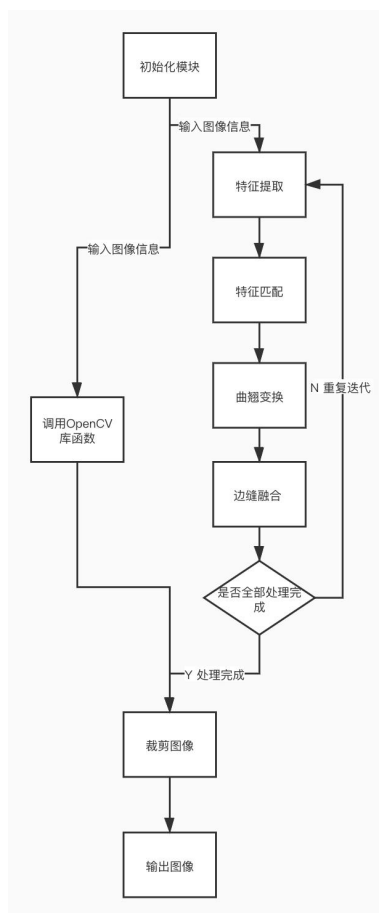 初始化模块
输入图像信息
特征提取
输入图像信息
特征匹配
曲翘变换
N 重复迭代
调用OpenCV
库函数
边缝融合
是否全部处理完
成
Y 处理完成
裁剪图像
输出图像